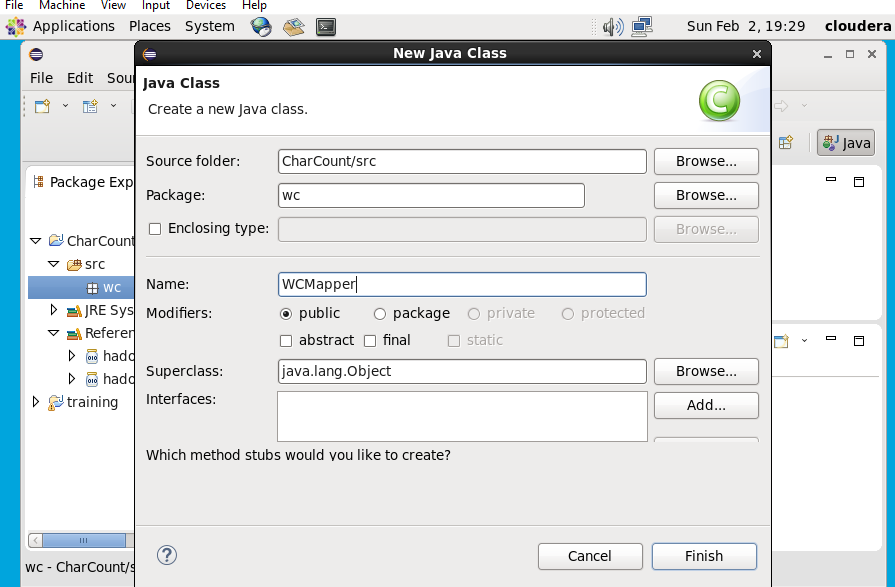 File Machine View Input Devices Help
Applications Places System Sun Feb 2, 19:29 cloudera
New Java Class
File Edit Sou
Java Class
Create a new Java class.
Java
Package Exp
Source folder: CharCount/src Browse...
Package: wc Browse...
Enclosing type: Browse...
CharCount
src
wc
JRE Sys
Referen
hado
hado
training
Name: WCMapper
Modifiers: public package private protected
abstract final static
Superclass: java.lang.Object Browse...
Interfaces: Add...
Which method stubs would you like to create?
Cancel Finish
wc - CharCount/s